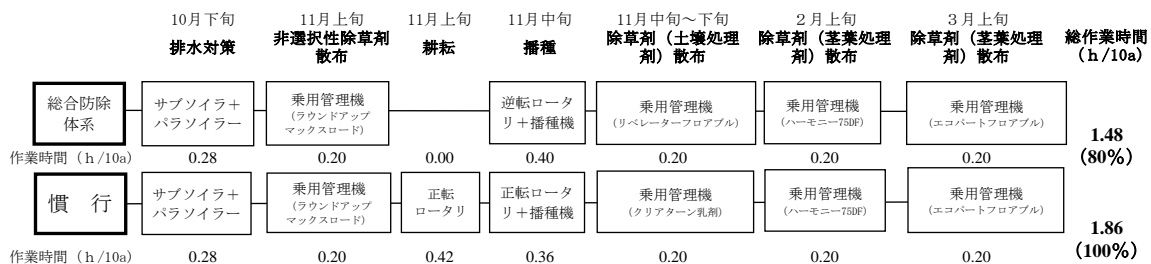 10月下旬
排水対策
11月上旬
非選択性除草剤
散布
11月上旬
耕耘
11月中旬
播種
11月中旬～下旬
除草剤（土壌処理
剤）散布
２月上旬
除草剤（茎葉処理
剤）散布
３月上旬
除草剤（茎葉処理
剤）散布
総作業時間
（ｈ/10a）
総合防除
体系
サブソイラ＋
パラソイラー
乗用管理機
(ラウンドアップ
マックスロード)
逆転ロータ
リ＋播種機
乗用管理機
(リベレーターフロアブル)
乗用管理機
(ハーモニー75DF)
乗用管理機
(エコパートフロアブル)
1.48
(80%)
作業時間（ｈ/10a） 0.28 0.20 0.00 0.40 0.20 0.20 0.20
慣　行
サブソイラ＋
パラソイラー
乗用管理機
(ラウンドアップ
マックスロード)
正転
ロータリ
正転ロータ
リ＋播種機
乗用管理機
(クリアターン乳剤)
乗用管理機
(ハーモニー75DF)
乗用管理機
(エコパートフロアブル)
1.86
(100%)
作業時間（ｈ/10a） 0.28 0.20 0.42 0.36 0.20 0.20 0.20